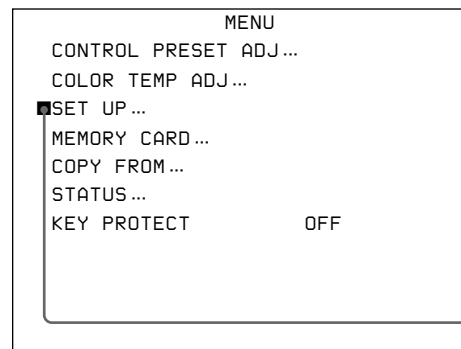 MENU
CONTROL PRESET ADJ...
COLOR TEMP ADJ...
SET UP...
MEMORY CARD...
COPY FROM...
STATUS...
KEY PROTECT OFF